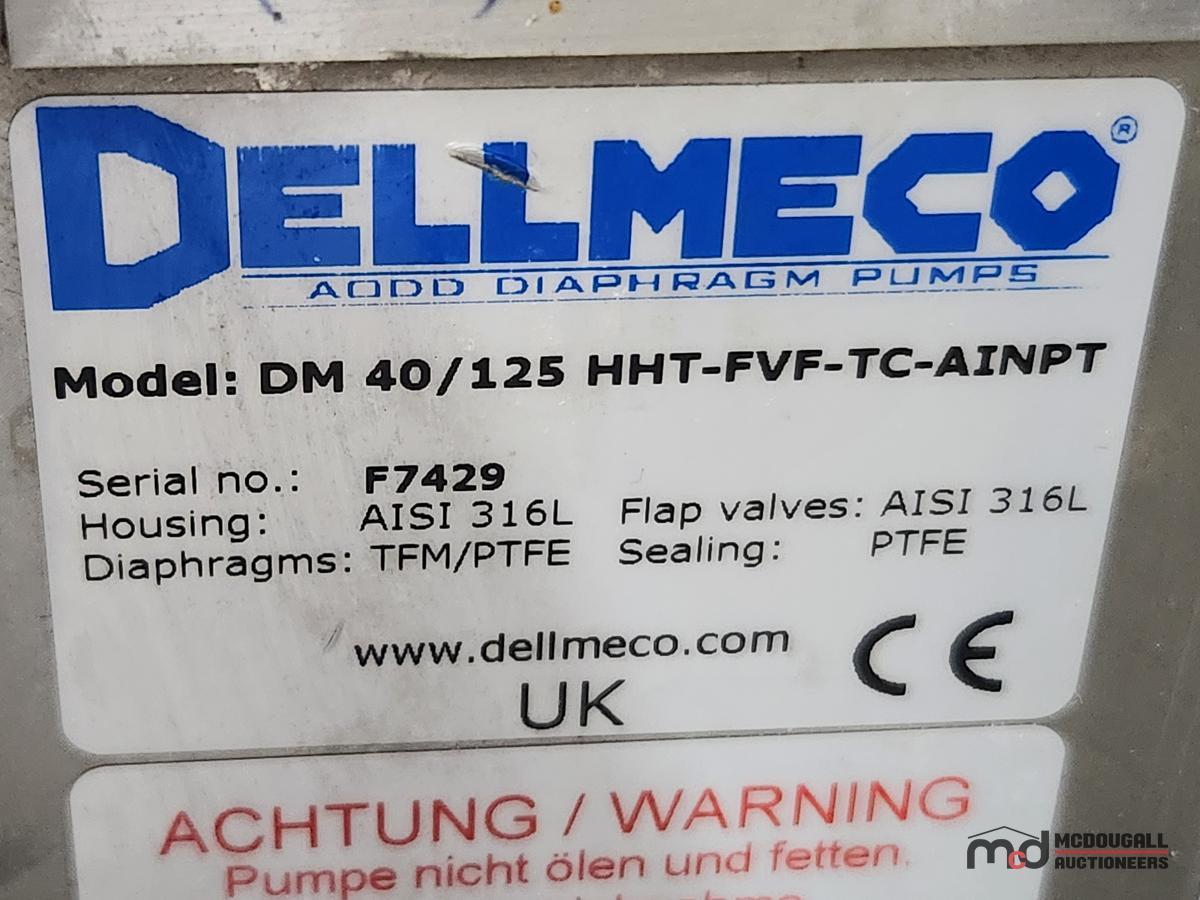 DELLMECO®
AODD DIAPHRAGM PUMPS
Model: DM 40/125 HHT-FVF-TC-AINPT
Serial no.: F7429
Housing: AISI 316L Flap valves: AISI 316L
Diaphragms: TFM/PTFE Sealing: PTFE
www.dellmeco.com CE
UK
ACHTUNG / WARNING
Pumpe nicht ölen und fetten.
mcd MCDOUGALL
AUCTIONEERS